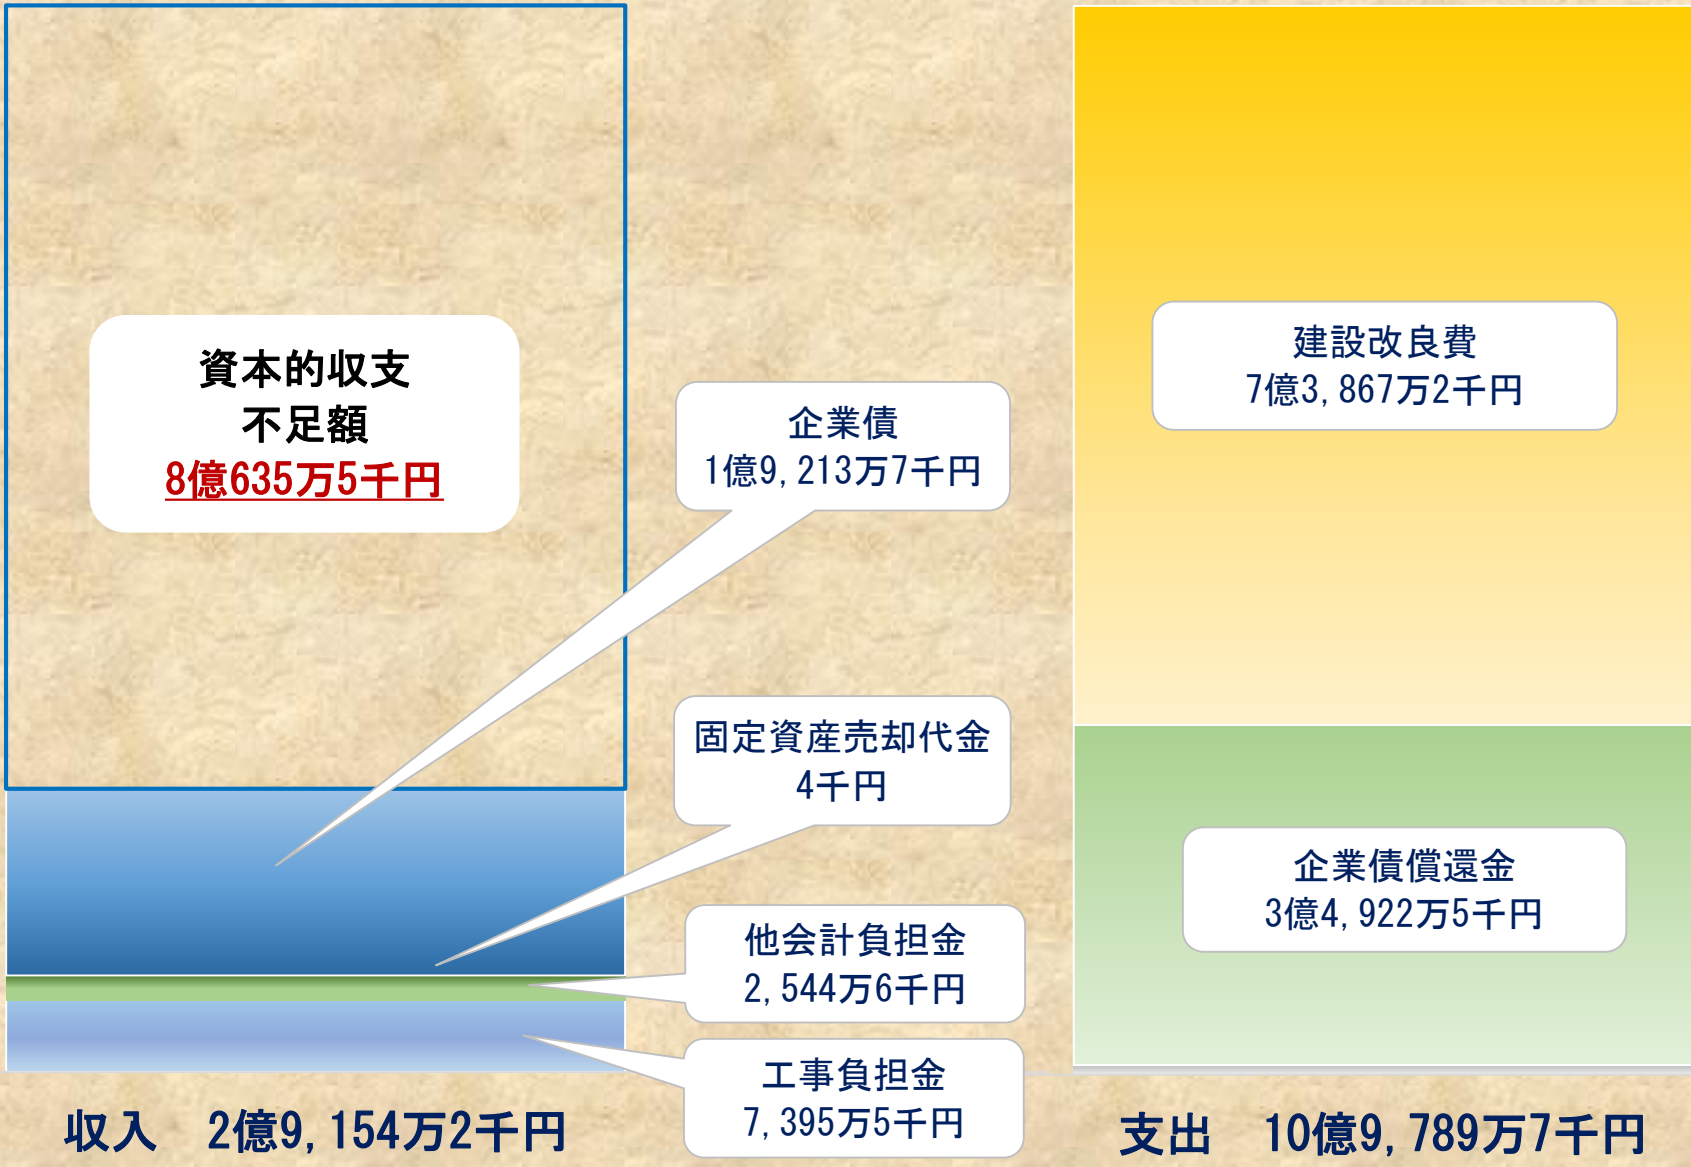 資本的収支
不足額
8億635万5千円
企業債
1億9,213万7千円
固定資産売却代金
4千円
他会計負担金
2,544万6千円
工事負担金
7,395万5千円
収入 2億9,154万2千円
建設改良費
7億3,867万2千円
企業債償還金
3億4,922万5千円
支出 10億9,789万7千円